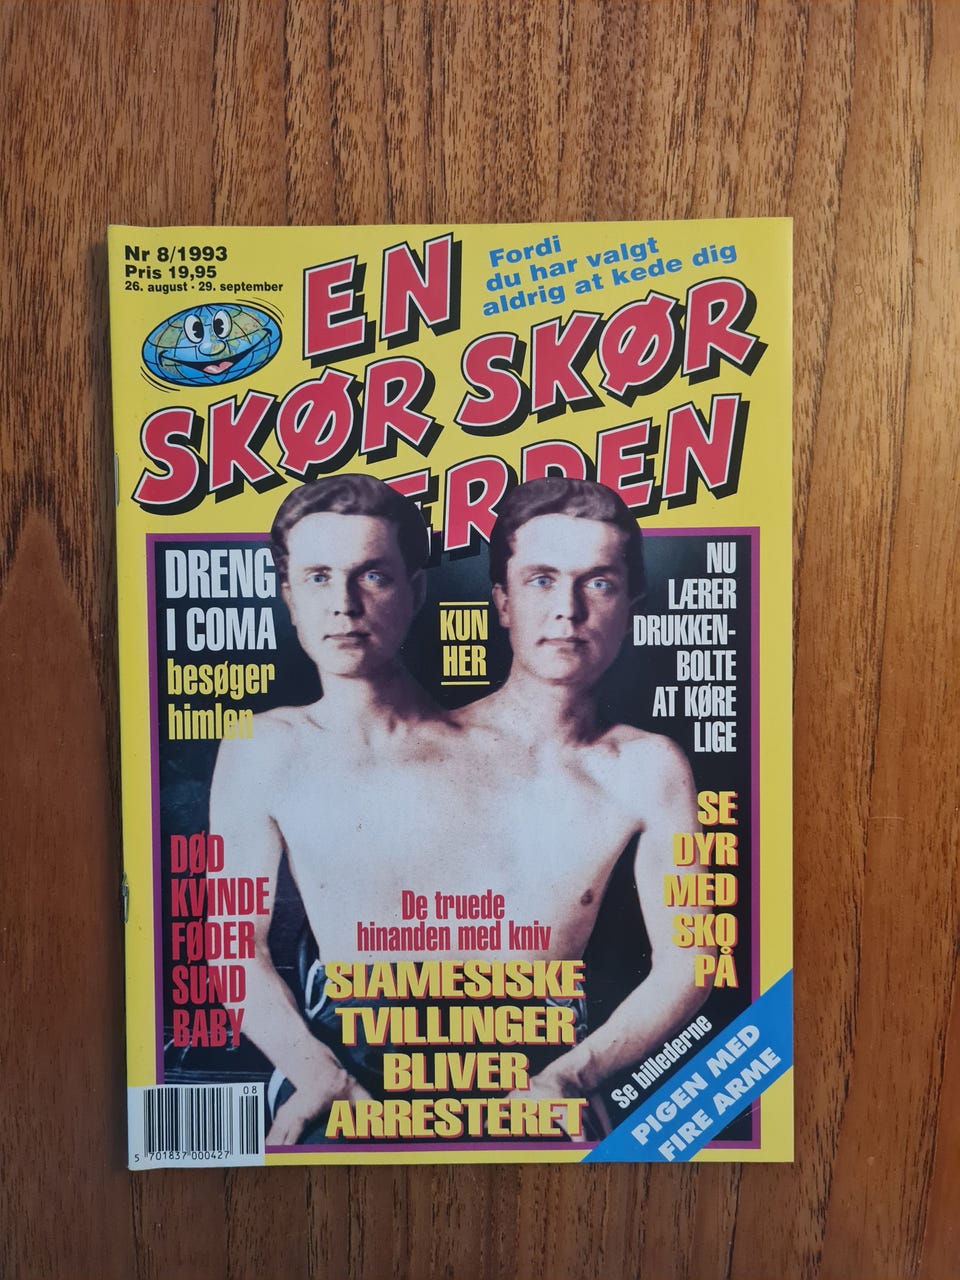 Nr 8/1993
Pris 19,95
26. august · 29. september
Fordi
du har valgt
aldrig at kede dig
EN
SKØR SKØR
ERDEN
DRENG
I COMA
besøger
himlen
KUN
HER
NU
LÆRER
DRUKKEN-
BOLTE
AT KØRE
LIGE
SE
DYR
MED
SKO
PÅ
DØD
KVINDE
FØDER
SUND
BABY
De truede
hinanden med kniv
SIAMESISKE
TVILLINGER
BLIVER
ARRESTERET
Se billederne
PIGEN MED
FIRE ARME
08
5 701837 000427